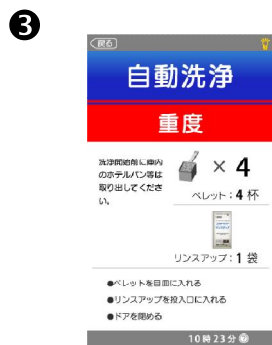 ❸
戻る
自動洗浄
重度
洗浄開始前に庫内
のホテルパン等は
取り出してくださ
い。
× 4
ペレット：4 杯
リンスアップ：1 袋
●ペレットを目皿に入れる
●リンスアップを投入口に入れる
●ドアを閉める
10時23分